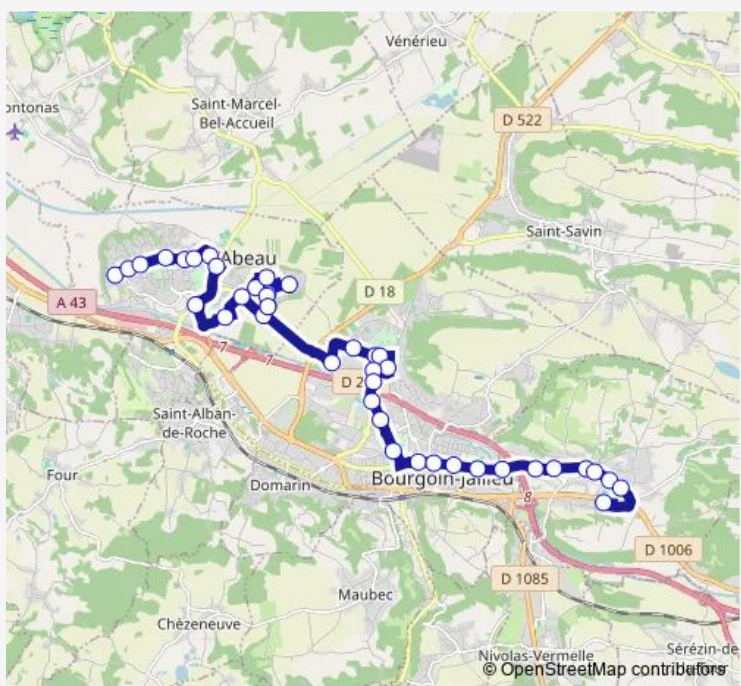 Vénérieu
ontonas
Saint-Marcel-
Bel-Accueil
D 522
Saint-Savin
Abeau
D 18
A 43
7
7
D 2
Saint-Alban-
de-Roche
Four
Domarin
Bourgoin-Jallieu
8
D 1006
D 1085
Maubec
Chèzeneuve
Nivolas-Vermelle
Sérézin-de-
© OpenStreetMap contributors